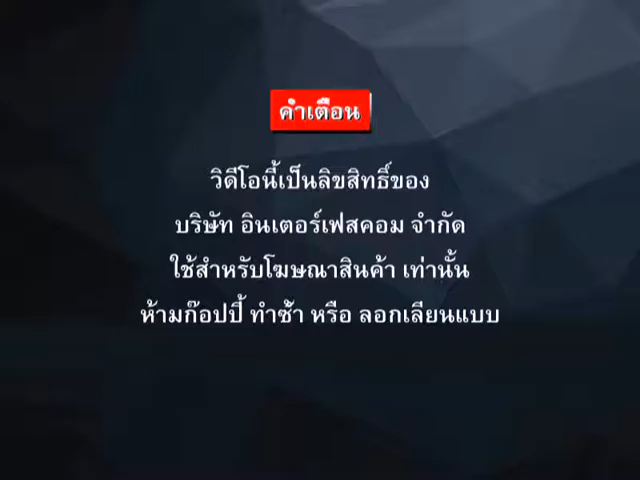 คำเตือน
วิดีโอนี้เป็นลิขสิทธิ์ของ
บริษัท อินเตอร์เฟสคอม จำกัด
ใช้สำหรับโฆษณาสินค้า เท่านั้น
ห้ามก๊อปปี้ ทำซ้ำ หรือ ลอกเลียนแบบ